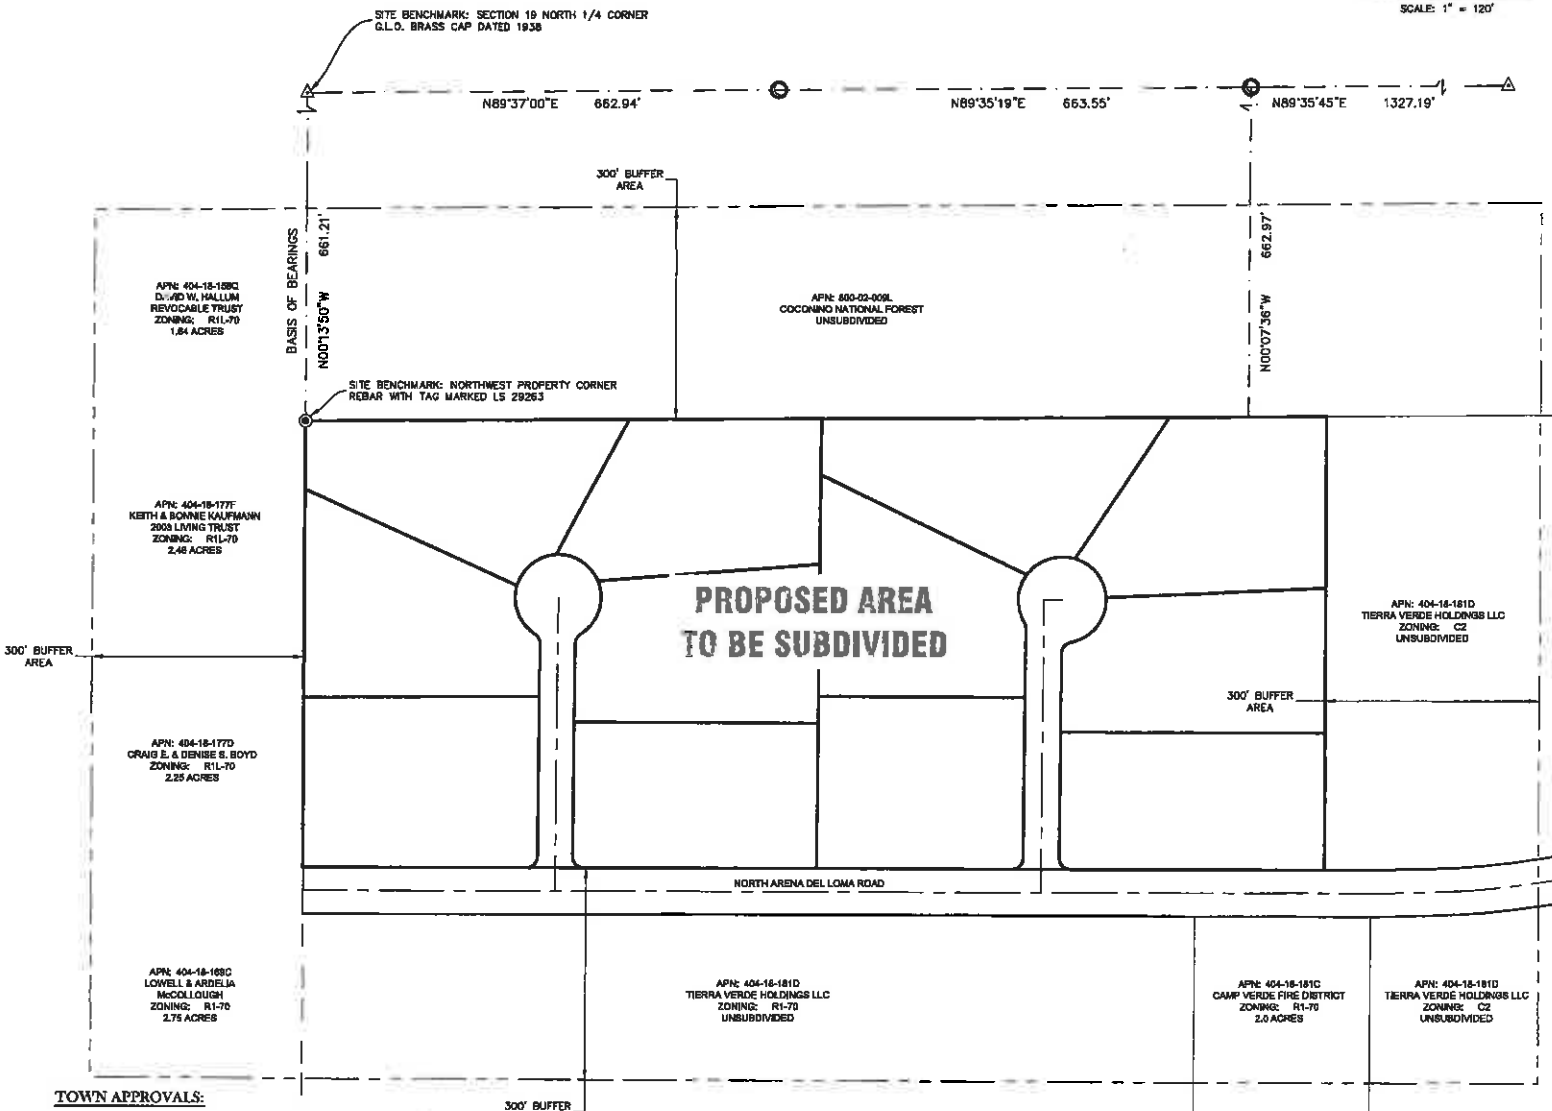 SITE BENCHMARK: SECTION 19 NORTH 1/4 CORNER
G.L.O. BRASS CAP DATED 1938
SCALE: 1" = 120'
N89°37'00"E 662.94'
N89°35'19"E 663.55'
N89°35'45"E 1327.19'
300' BUFFER
AREA
BASIS OF BEARINGS
N00°13'50"W 661.21'
N00°07'36"W 662.97'
APN: 404-18-158Q
DAVID W. HALLUM
REVOCABLE TRUST
ZONING: R1L-70
1.64 ACRES
APN: 800-02-009L
COCONINO NATIONAL FOREST
UNSUBDIVIDED
SITE BENCHMARK: NORTHWEST PROPERTY CORNER
REBAR WITH TAG MARKED LS 29263
APN: 404-18-177F
KEITH & BONNIE KAUFMANN
2003 LIVING TRUST
ZONING: R1L-70
2.46 ACRES
PROPOSED AREA
TO BE SUBDIVIDED
APN: 404-18-181D
TIERRA VERDE HOLDINGS LLC
ZONING: C2
UNSUBDIVIDED
300' BUFFER
AREA
300' BUFFER
AREA
APN: 404-18-177D
CRAIG E. & DENISE S. BOYD
ZONING: R1L-70
2.25 ACRES
NORTH ARENA DEL LOMA ROAD
APN: 404-18-169C
LOWELL & ARDELIA
McCOLLOUGH
ZONING: R1-70
2.75 ACRES
APN: 404-18-181D
TIERRA VERDE HOLDINGS LLC
ZONING: R1-70
UNSUBDIVIDED
APN: 404-18-181C
CAMP VERDE FIRE DISTRICT
ZONING: R1-70
2.0 ACRES
APN: 404-18-181D
TIERRA VERDE HOLDINGS LLC
ZONING: C2
UNSUBDIVIDED
TOWN APPROVALS:
300' BUFFER